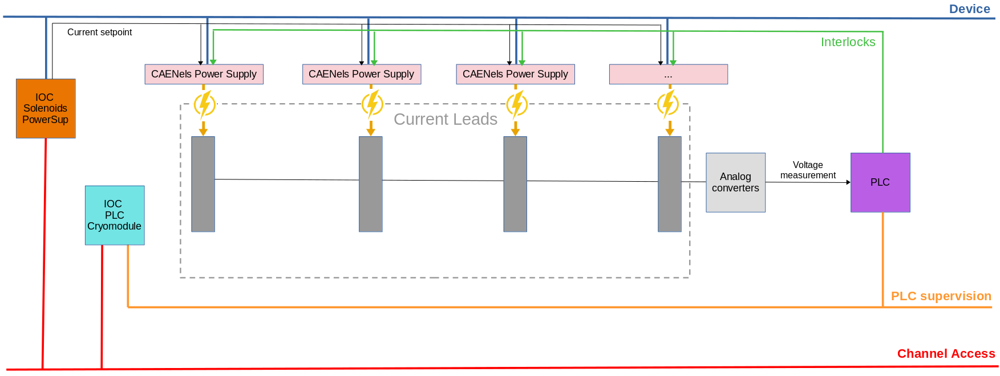 Device
Current setpoint
Interlocks
CAENels Power Supply
CAENels Power Supply
CAENels Power Supply
...
IOC
Solenoids
PowerSup
Current Leads
Analog
converters
Voltage
measurement
PLC
IOC
PLC
Cryomodule
PLC supervision
Channel Access